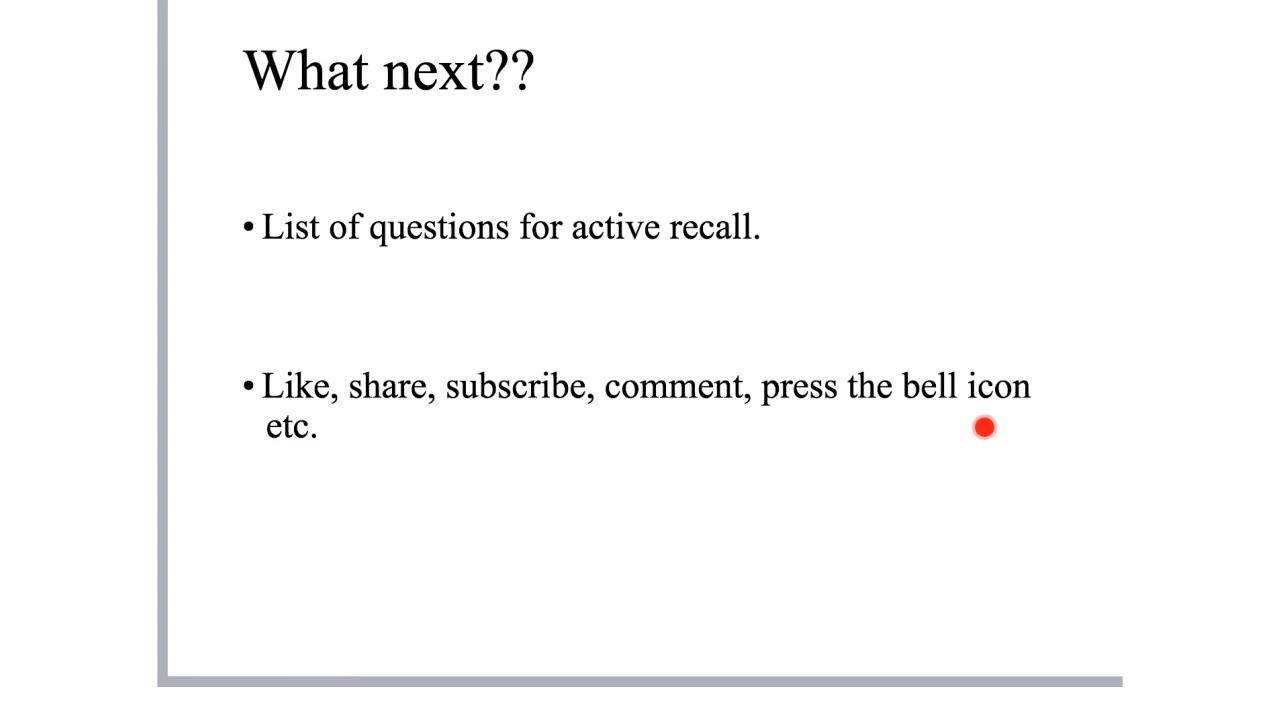 What next??
• List of questions for active recall.
• Like, share, subscribe, comment, press the bell icon
etc.